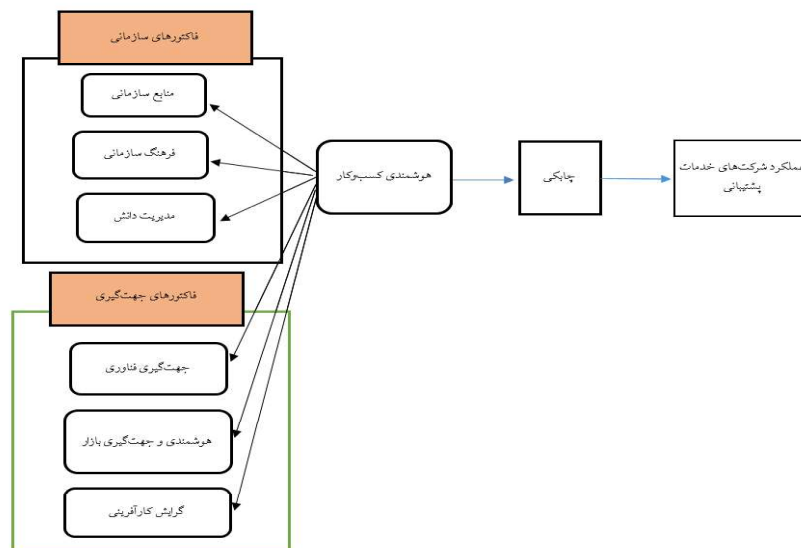 فاکتورهای سازمانی
منابع سازمانی
فرهنگ سازمانی
مدیریت دانش
هوشمندی کسب‌وکار
چابکی
عملکرد شرکت‌های خدمات
پشتیبانی
فاکتورهای جهت‌گیری
جهت‌گیری فناوری
هوشمندی و جهت‌گیری بازار
گرایش کارآفرینی